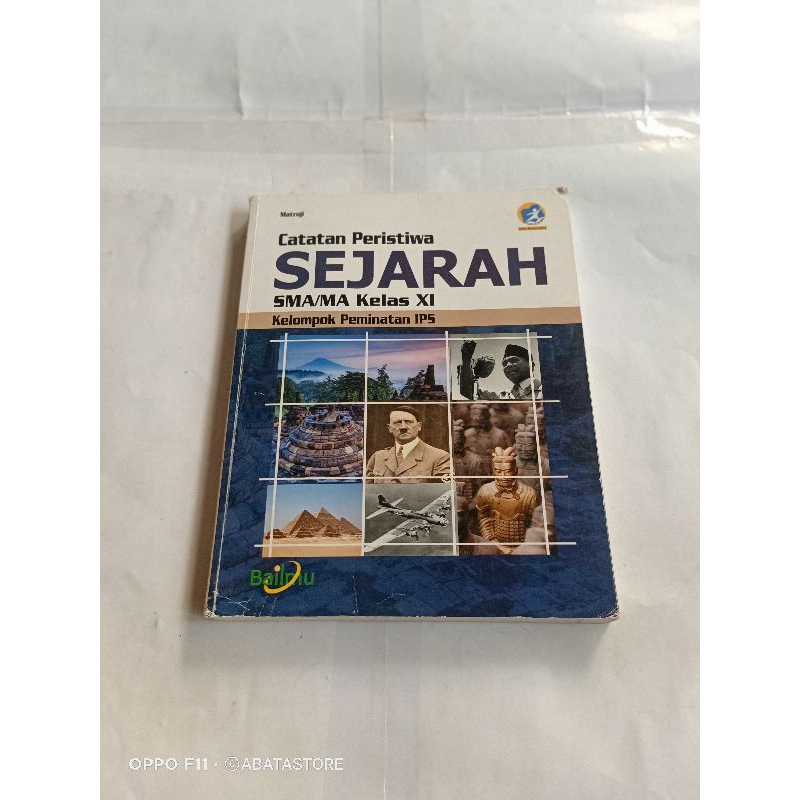 Matroji
Catatan Peristiwa
SEJARAH
SMA/MA Kelas XI
Kelompok Peminatan IPS
Bailmu
OPPO F11 · ©ABATASTORE